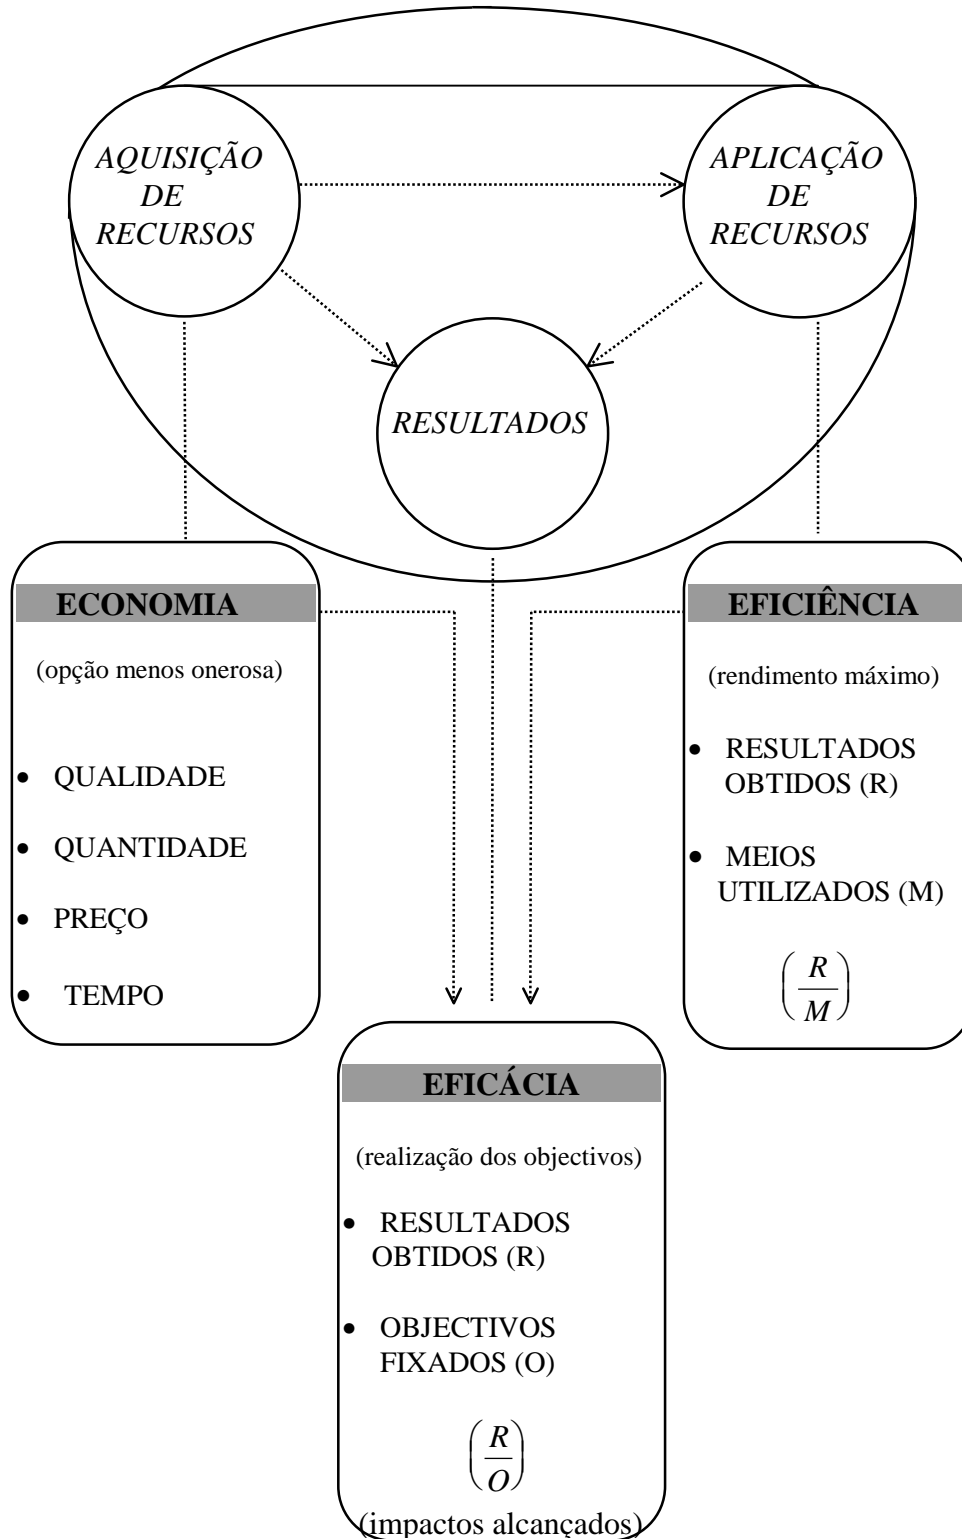 AQUISIÇÃO
DE
RECURSOS
APLICAÇÃO
DE
RECURSOS
RESULTADOS
ECONOMIA
(opção menos onerosa)
• QUALIDADE
• QUANTIDADE
• PREÇO
• TEMPO
EFICIÊNCIA
(rendimento máximo)
• RESULTADOS
OBTIDOS (R)
• MEIOS
UTILIZADOS (M)
(R/M)
EFICÁCIA
(realização dos objectivos)
• RESULTADOS
OBTIDOS (R)
• OBJECTIVOS
FIXADOS (O)
(R/O)
(impactos alcançados)